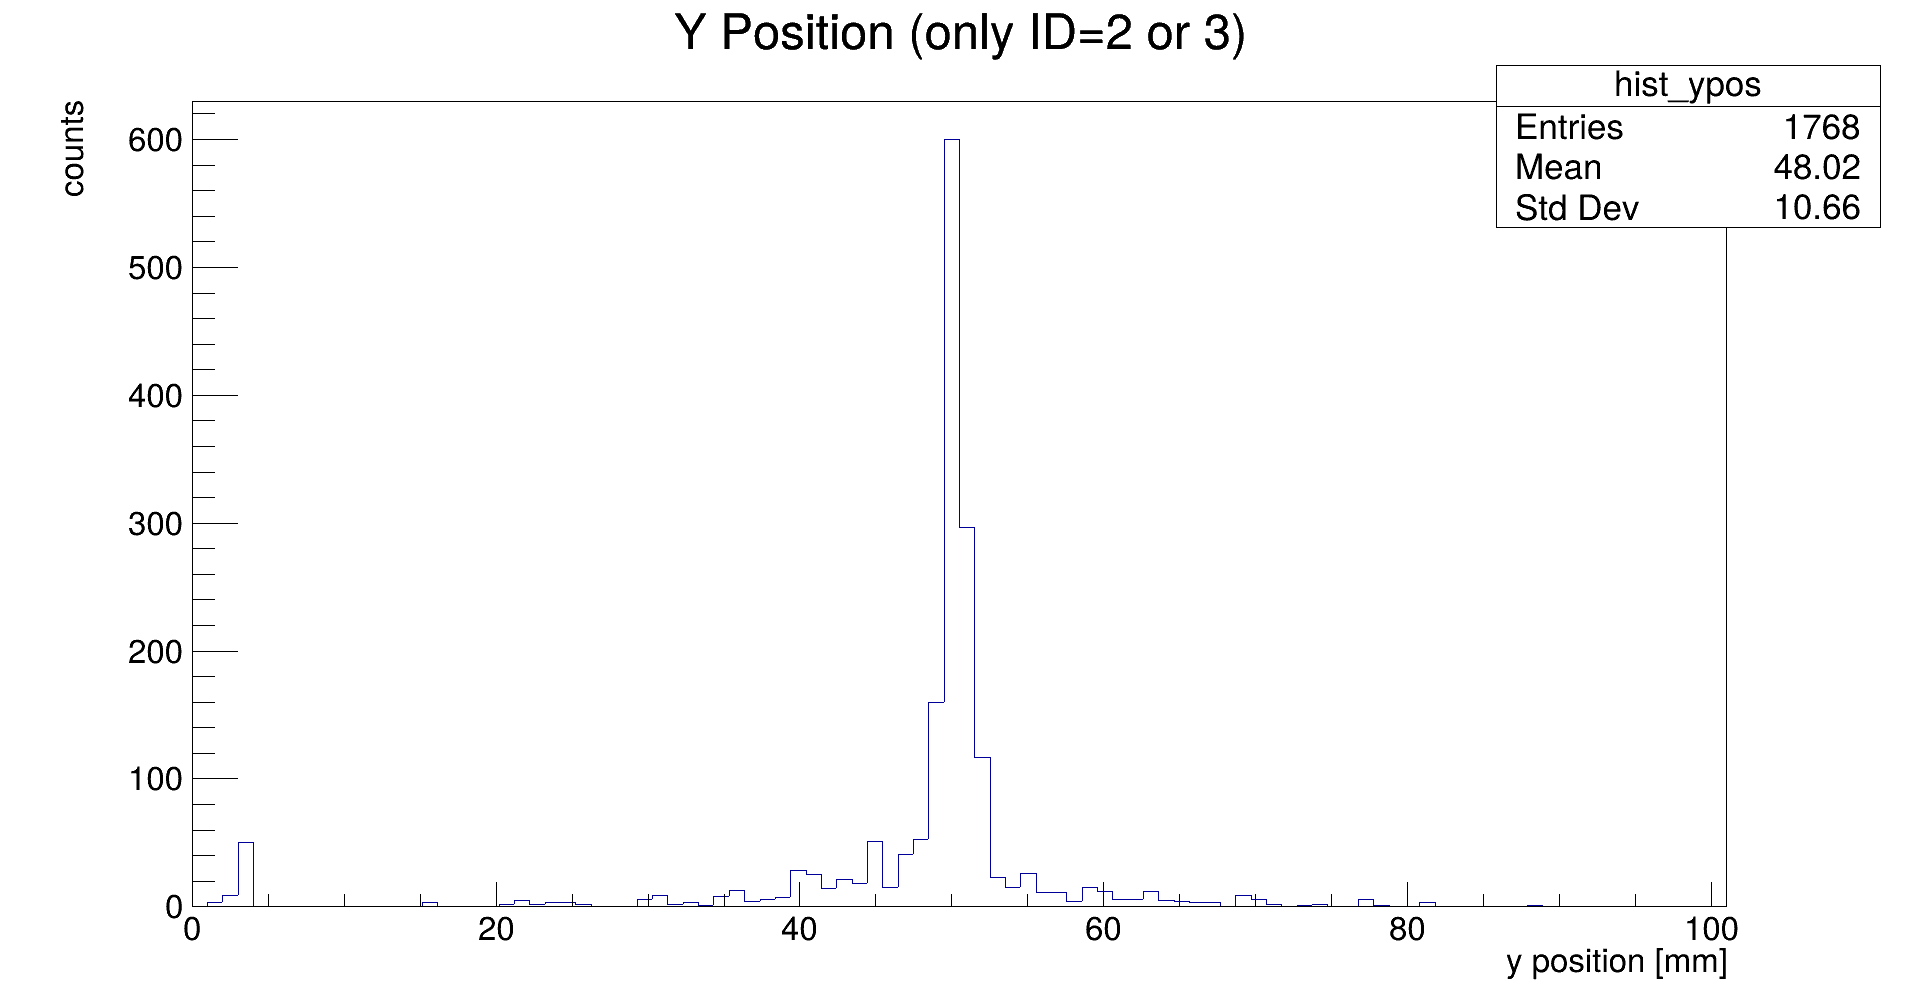 Y Position (only ID=2 or 3)
hist_ypos
Entries 1768
Mean 48.02
Std Dev 10.66
counts
600
500
400
300
200
100
0
0 20 40 60 80 100
y position [mm]